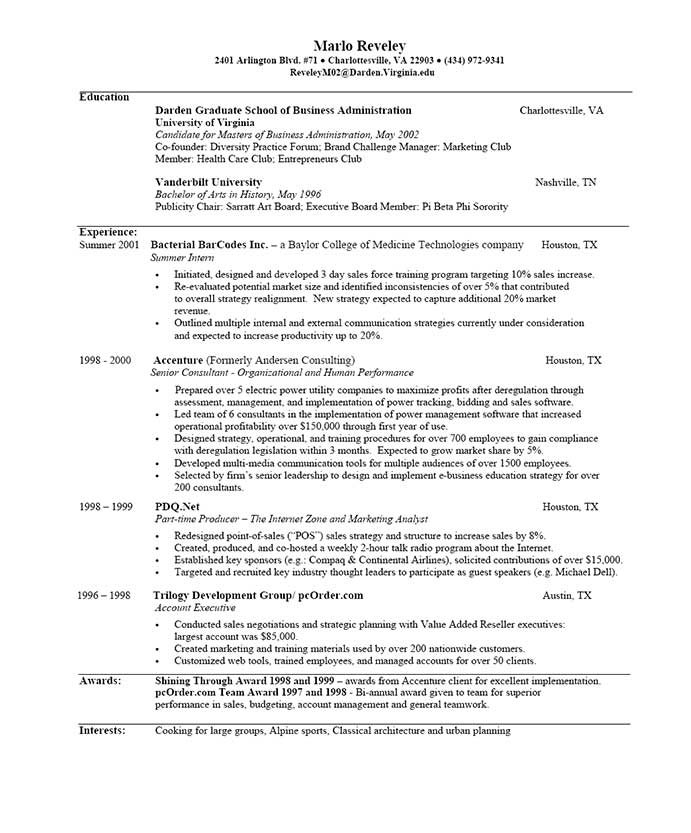 Marlo Reveley
2401 Arlington Blvd. #71 • Charlottesville, VA 22903 • (434) 972-9341
ReveleyM02@Darden.Virginia.edu
Education
Darden Graduate School of Business Administration Charlottesville, VA
University of Virginia
Candidate for Masters of Business Administration, May 2002
Co-founder: Diversity Practice Forum; Brand Challenge Manager: Marketing Club
Member: Health Care Club; Entrepreneurs Club
Vanderbilt University Nashville, TN
Bachelor of Arts in History, May 1996
Publicity Chair: Sarratt Art Board; Executive Board Member: Pi Beta Phi Sorority
Experience:
Summer 2001 Bacterial BarCodes Inc. – a Baylor College of Medicine Technologies company Houston, TX
Summer Intern
• Initiated, designed and developed 3 day sales force training program targeting 10% sales increase.
• Re-evaluated potential market size and identified inconsistencies of over 5% that contributed
to overall strategy realignment. New strategy expected to capture additional 20% market
revenue.
• Outlined multiple internal and external communication strategies currently under consideration
and expected to increase productivity up to 20%.
1998 - 2000 Accenture (Formerly Andersen Consulting) Houston, TX
Senior Consultant - Organizational and Human Performance
• Prepared over 5 electric power utility companies to maximize profits after deregulation through
assessment, management, and implementation of power tracking, bidding and sales software.
• Led team of 6 consultants in the implementation of power management software that increased
operational profitability over $150,000 through first year of use.
• Designed strategy, operational, and training procedures for over 700 employees to gain compliance
with deregulation legislation within 3 months. Expected to grow market share by 5%.
• Developed multi-media communication tools for multiple audiences of over 1500 employees.
• Selected by firm's senior leadership to design and implement e-business education strategy for over
200 consultants.
1998 – 1999 PDQ.Net Houston, TX
Part-time Producer – The Internet Zone and Marketing Analyst
• Redesigned point-of-sales ("POS") sales strategy and structure to increase sales by 8%.
• Created, produced, and co-hosted a weekly 2-hour talk radio program about the Internet.
• Established key sponsors (e.g.: Compaq & Continental Airlines), solicited contributions of over $15,000.
• Targeted and recruited key industry thought leaders to participate as guest speakers (e.g. Michael Dell).
1996 – 1998 Trilogy Development Group/ pcOrder.com Austin, TX
Account Executive
• Conducted sales negotiations and strategic planning with Value Added Reseller executives:
largest account was $85,000.
• Created marketing and training materials used by over 200 nationwide customers.
• Customized web tools, trained employees, and managed accounts for over 50 clients.
Awards: Shining Through Award 1998 and 1999 – awards from Accenture client for excellent implementation.
pcOrder.com Team Award 1997 and 1998 - Bi-annual award given to team for superior
performance in sales, budgeting, account management and general teamwork.
Interests: Cooking for large groups, Alpine sports, Classical architecture and urban planning